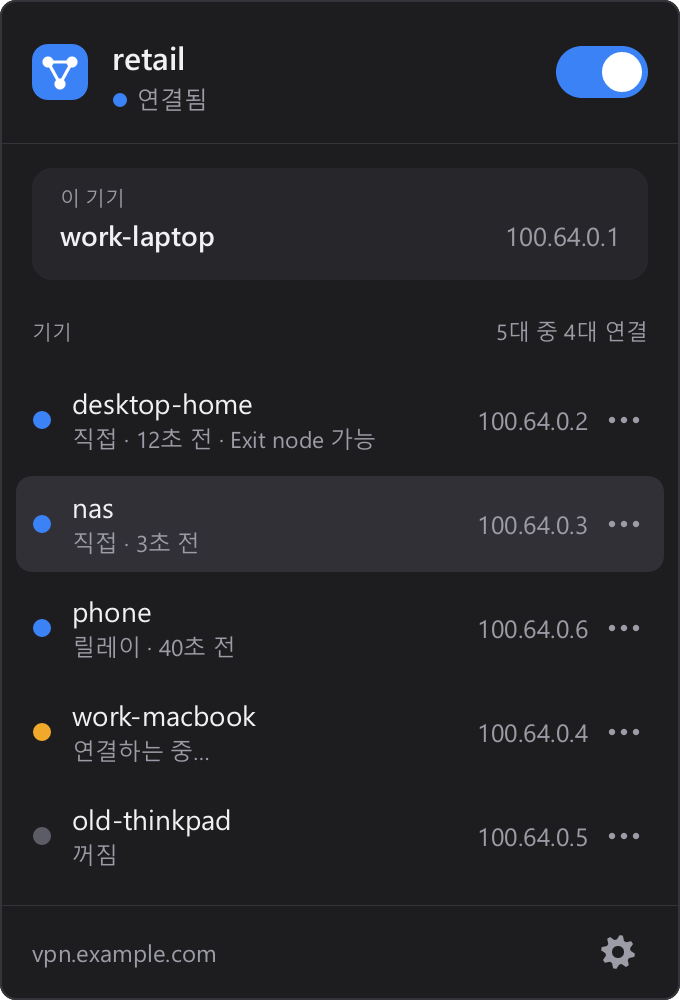 retail
연결됨
이 기기
work-laptop 100.64.0.1
기기 5대 중 4대 연결
desktop-home
직접 · 12초 전 · Exit node 가능
100.64.0.2
nas
직접 · 3초 전
100.64.0.3
phone
릴레이 · 40초 전
100.64.0.6
work-macbook
연결하는 중...
100.64.0.4
old-thinkpad
꺼짐
100.64.0.5
vpn.example.com